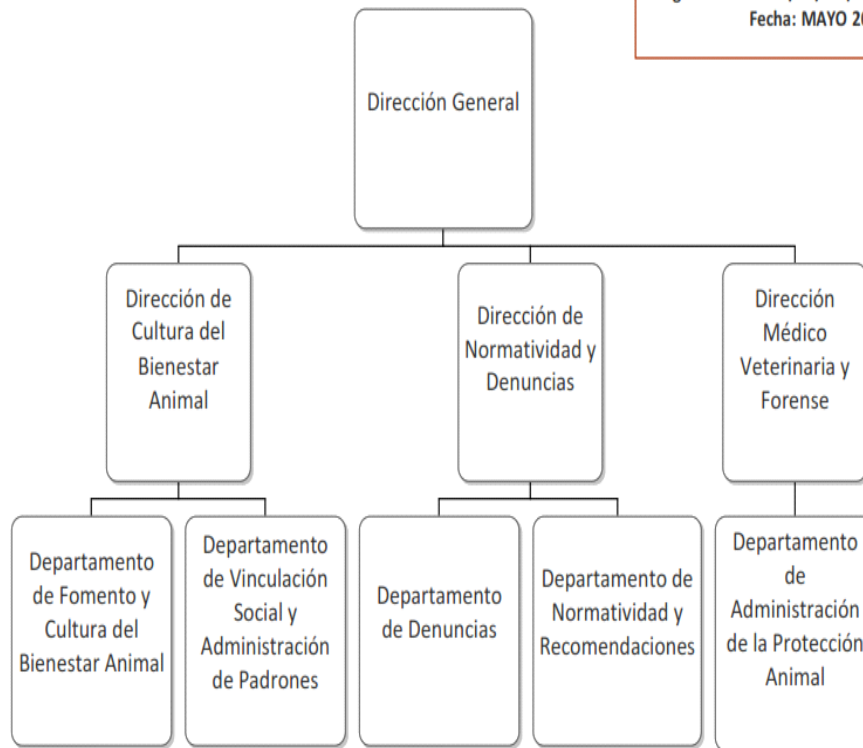 Fecha: MAYO
Dirección General
Dirección de
Cultura del
Bienestar
Animal
Dirección de
Normatividad y
Denuncias
Dirección
Médico
Veterinaria y
Forense
Departamento
de Fomento y
Cultura del
Bienestar Animal
Departamento
de Vinculación
Social y
Administración
de Padrones
Departamento
de Denuncias
Departamento de
Normatividad y
Recomendaciones
Departamento
de
Administración
de la Protección
Animal